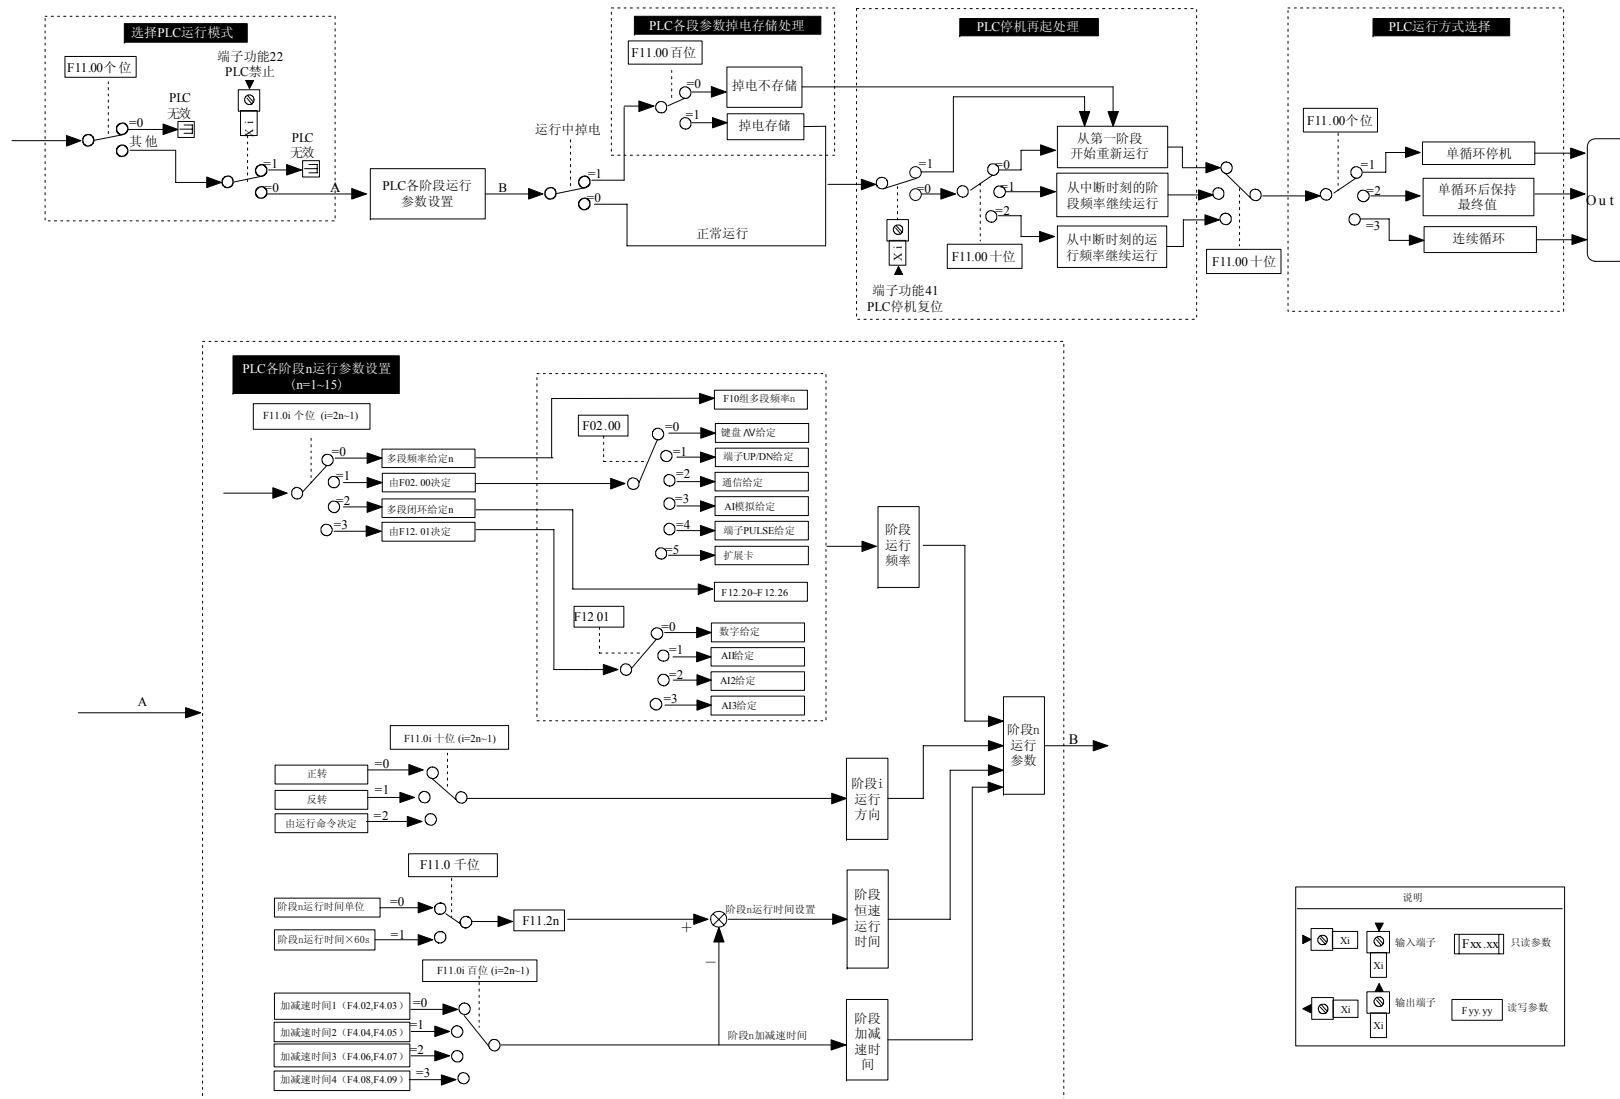 选择PLC运行模式
F11.00个位
端子功能22
PLC禁止
Xi
PLC
无效
=0
其他
PLC
无效
=1
=0
A
PLC各阶段运行
参数设置
B
运行中掉电
=1
=0
正常运行
PLC各段参数掉电存储处理
F11.00百位
=0
掉电不存储
=1
掉电存储
PLC停机再起处理
=1
=0
Xi
端子功能41
PLC停机复位
=0
=1
=2
F11.00十位
从第一阶段
开始重新运行
从中断时刻的阶
段频率继续运行
从中断时刻的运
行频率继续运行
F11.00十位
PLC运行方式选择
F11.00个位
=1
=2
=3
单循环停机
单循环后保持
最终值
连续循环
Out
PLC各阶段n运行参数设置
(n=1~15)
F11.0i 个位 (i=2n~1)
=0
多段频率给定n
=1
由F02.00决定
=2
多段闭环给定n
=3
由F12.01决定
F10组多段频率n
F02.00
=0
键盘∧∨给定
=1
端子UP/DN给定
=2
通信给定
=3
AI模拟给定
=4
端子PULSE给定
=5
扩展卡
F12.20~F12.26
F12 01
=0
数字给定
=1
AI1给定
=2
AI2给定
=3
AI3给定
阶段
运行
频率
A
F11.0i 十位 (i=2n~1)
正转
=0
反转
=1
由运行命令决定
=2
阶段i
运行
方向
阶段n
运行
参数
B
F11.0 千位
阶段n运行时间单位
=0
阶段n运行时间×60s
=1
F11.2n
+
−
阶段n运行时间设置
阶段
恒速
运行
时间
F11.0i 百位 (i=2n~1)
加减速时间1（F4.02,F4.03）
=0
加减速时间2（F4.04,F4.05）
=1
加减速时间3（F4.06,F4.07）
=2
加减速时间4（F4.08,F4.09）
=3
阶段n加减速时间
阶段
加减
速时
间
说明
Xi
Xi
输入端子
Fxx.xx
只读参数
Xi
Xi
输出端子
Fyy.yy
读写参数